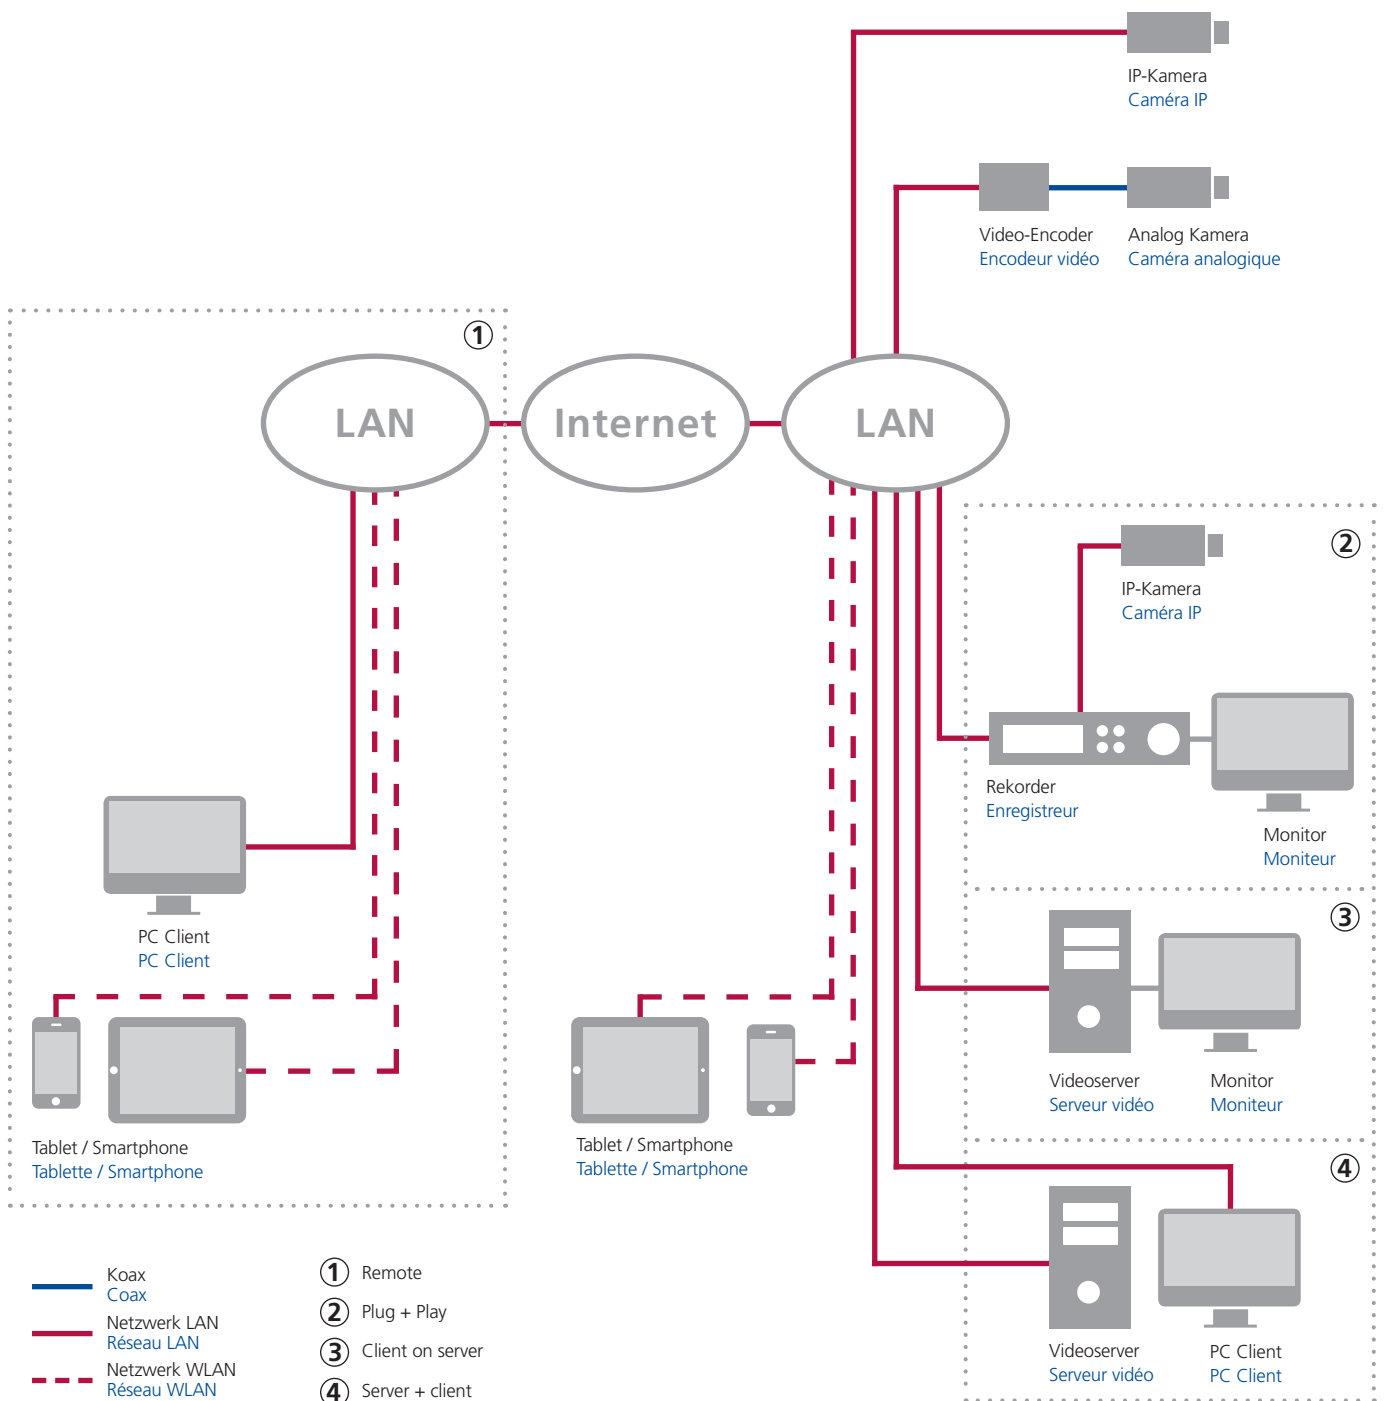 IP-Kamera
Caméra IP
Video-Encoder
Encodeur vidéo
Analog Kamera
Caméra analogique
1
LAN
Internet
LAN
2
IP-Kamera
Caméra IP
Rekorder
Enregistreur
Monitor
Moniteur
PC Client
PC Client
3
Videoserver
Serveur vidéo
Monitor
Moniteur
Tablet / Smartphone
Tablette / Smartphone
Tablet / Smartphone
Tablette / Smartphone
4
Videoserver
Serveur vidéo
PC Client
PC Client
Koax
Coax
Netzwerk LAN
Réseau LAN
Netzwerk WLAN
Réseau WLAN
1 Remote
2 Plug + Play
3 Client on server
4 Server + client